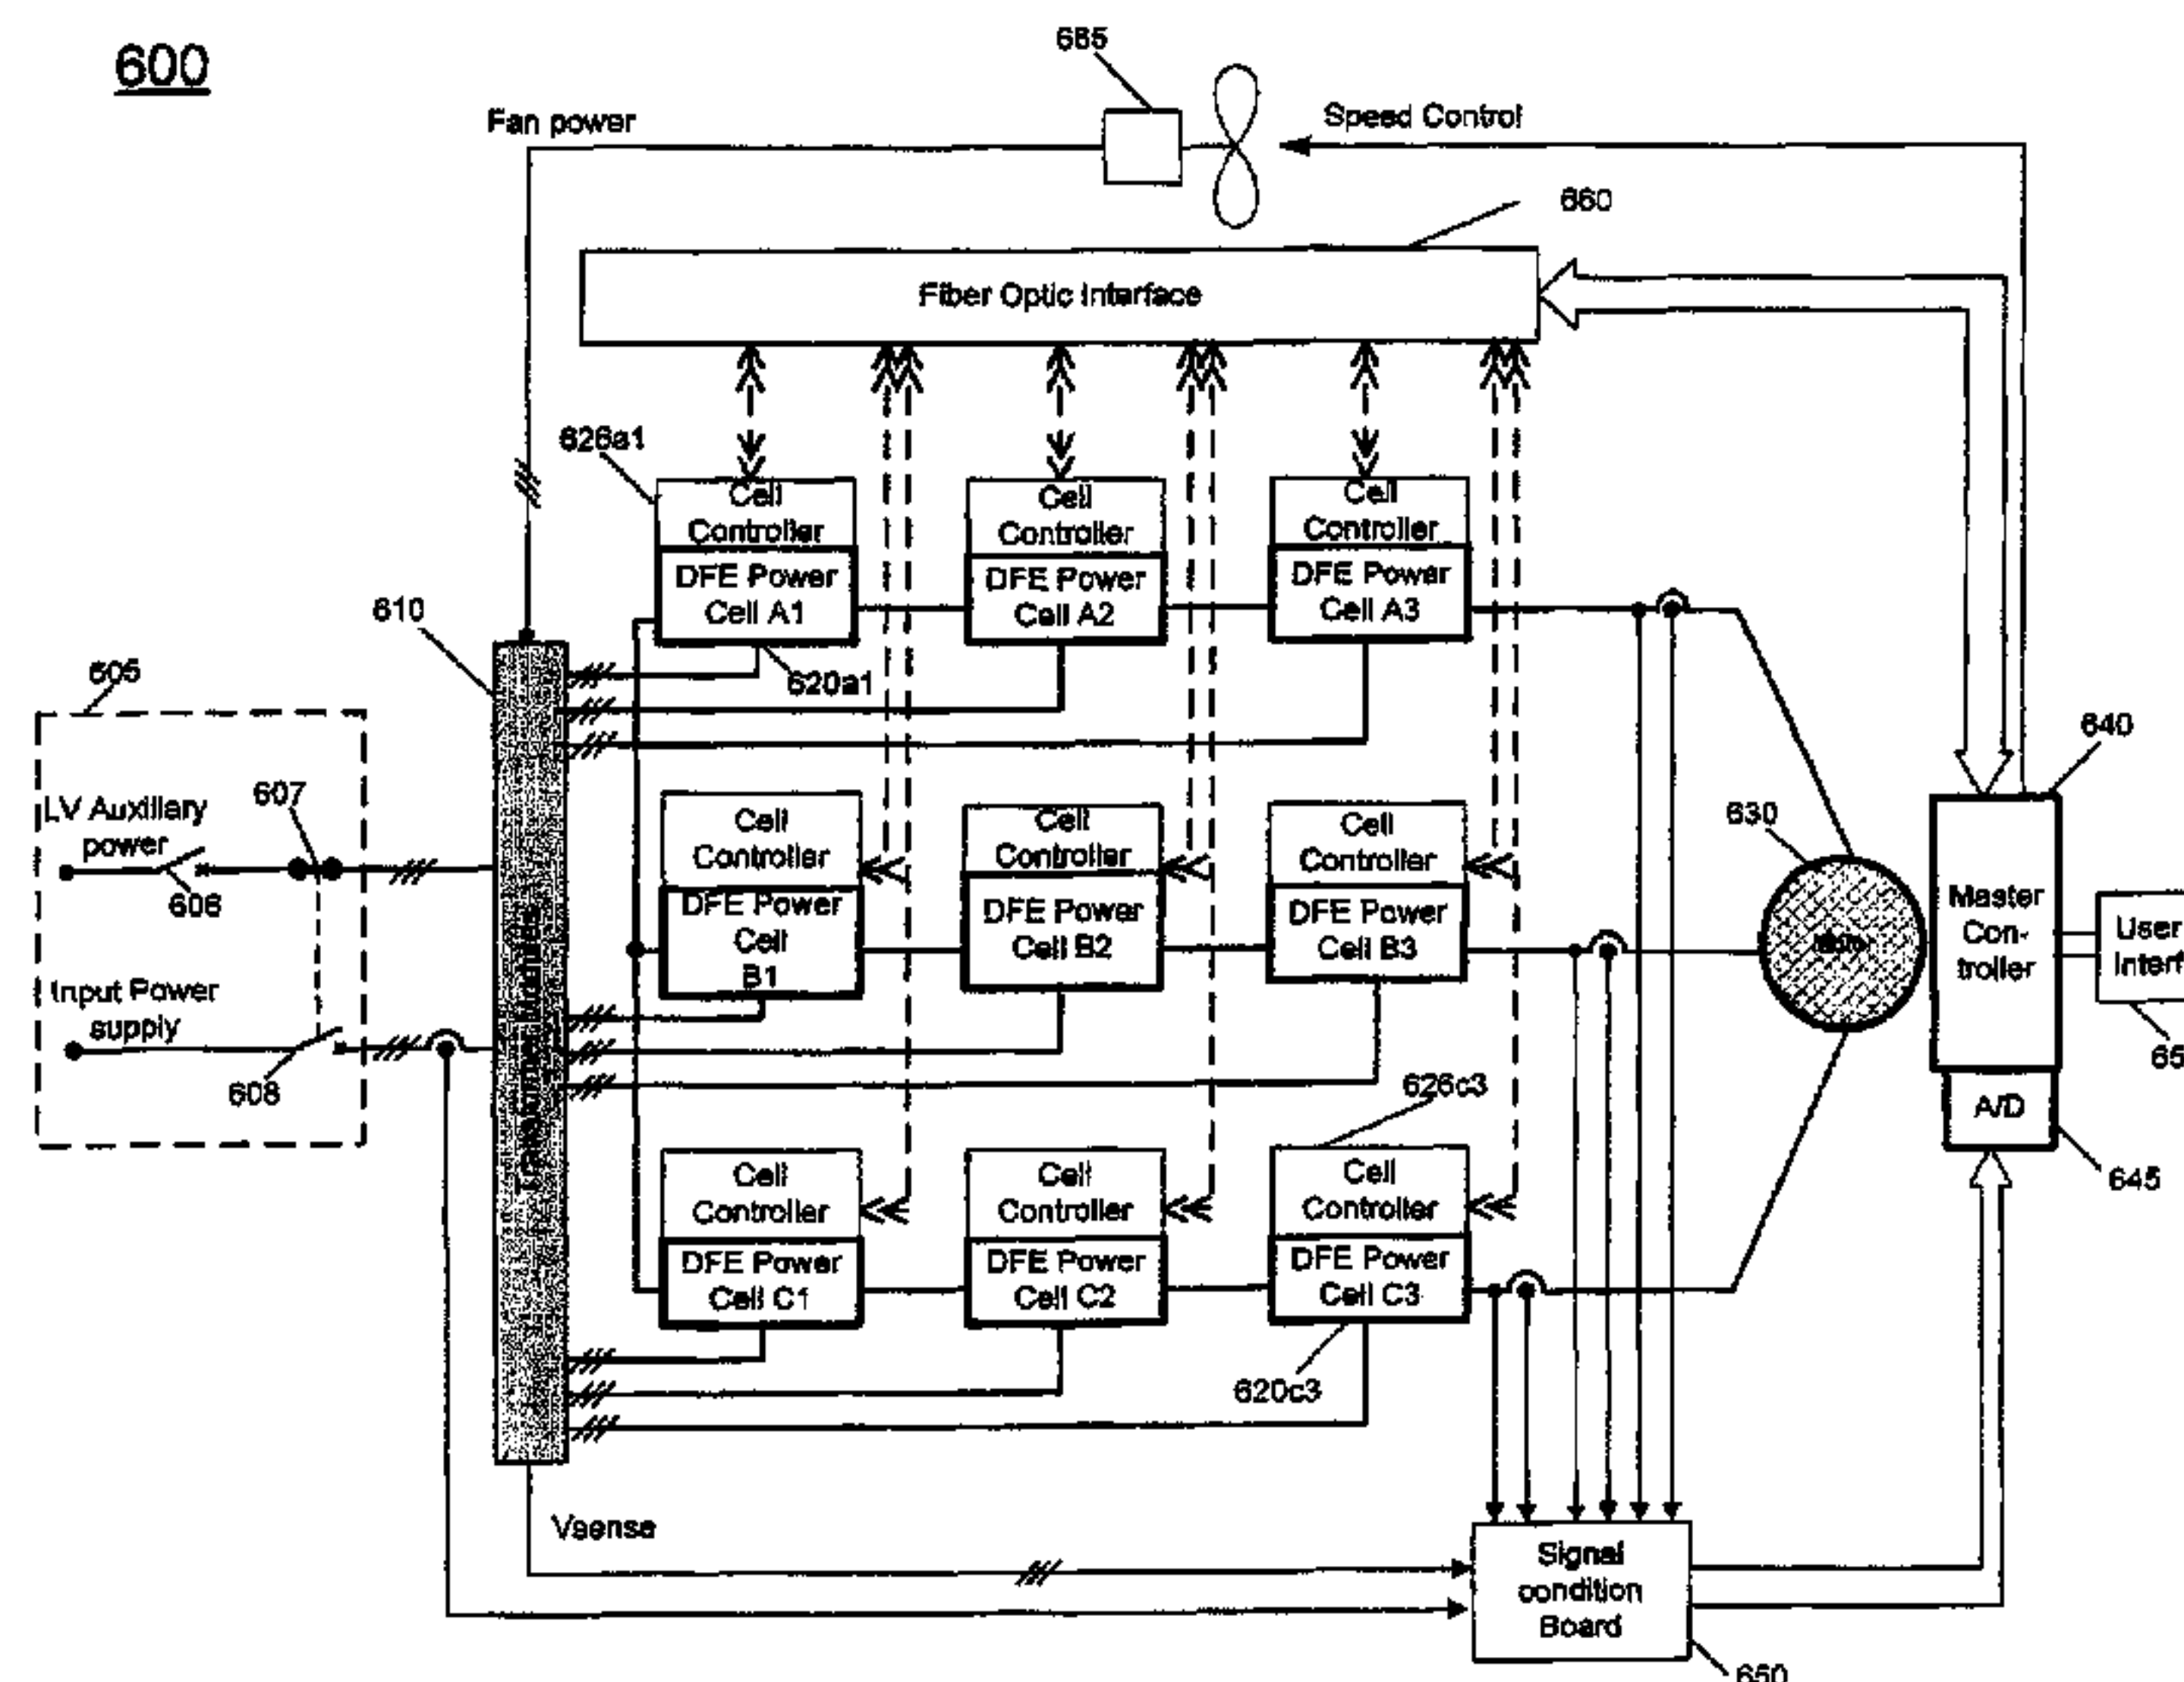 600
685
Fan power
Speed Control
660
Fiber Optic Interface
626a1
Cell
Controller
DFE Power
Cell A1
Cell
Controller
DFE Power
Cell A2
Cell
Controller
DFE Power
Cell A3
610
620a1
605
LV Auxiliary
power
607
606
Input Power
supply
608
Cell
Controller
DFE Power
Cell
B1
Cell
Controller
DFE Power
Cell B2
Cell
Controller
DFE Power
Cell B3
630
640
Master
Con-
troller
User
Interf
65
A/D
645
626c3
Cell
Controller
DFE Power
Cell C1
Cell
Controller
DFE Power
Cell C2
Cell
Controller
DFE Power
Cell C3
620c3
Vsense
Signal
condition
Board
650